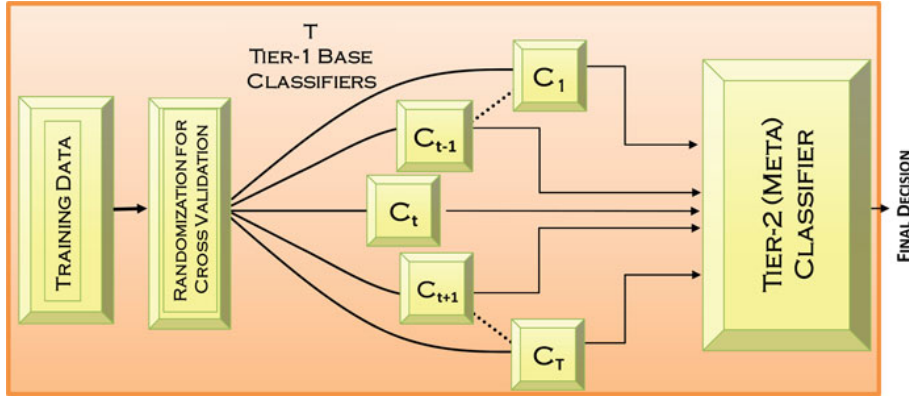 T
TIER-1 BASE
CLASSIFIERS
TRAINING DATA
RANDOMIZATION FOR
CROSS VALIDATION
C1
Ct-1
Ct
Ct+1
CT
TIER-2 (META)
CLASSIFIER
FINAL DECISION